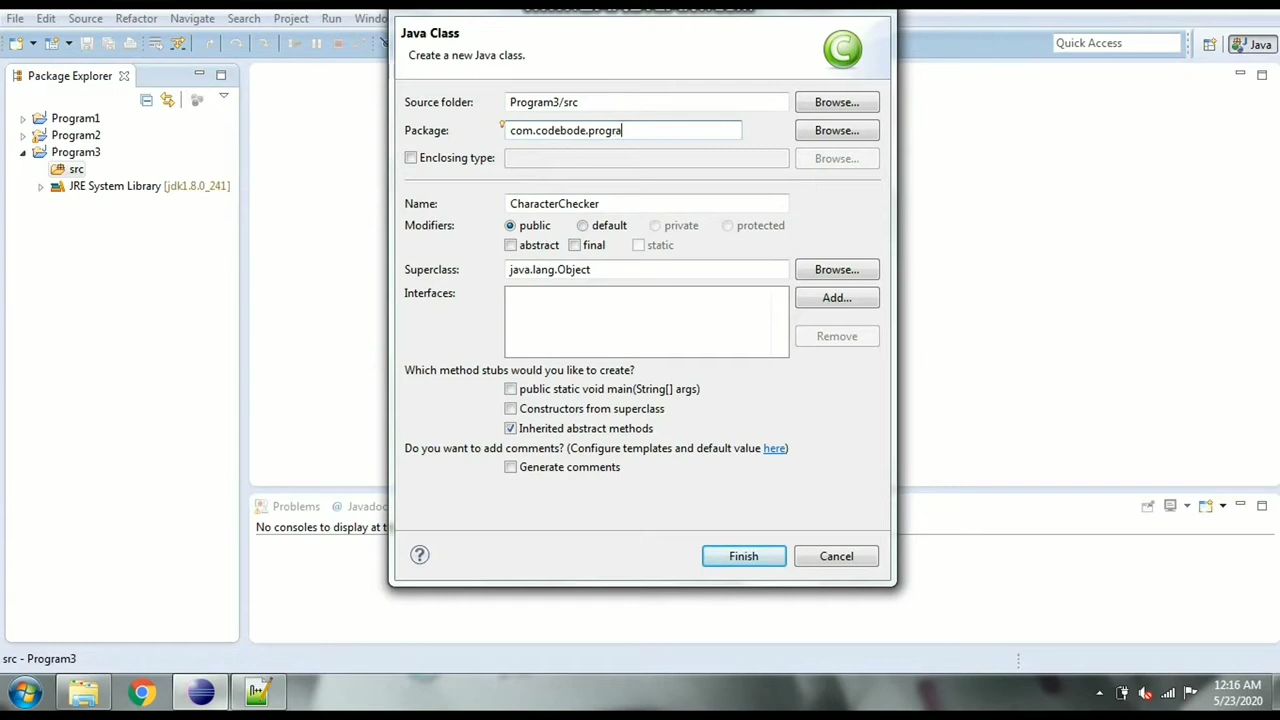 File Edit Source Refactor Navigate Search Project Run
Java Class
Create a new Java class.
Quick Access
Java
Package Explorer
Source folder: Program3/src Browse...
Program1
Package: com.codebode.progra Browse...
Program2
Program3
Enclosing type: Browse...
src
JRE System Library [jdk1.8.0_241]
Name: CharacterChecker
Modifiers: public default private protected
abstract final static
Superclass: java.lang.Object Browse...
Interfaces: Add...
Remove
Which method stubs would you like to create?
public static void main(String[] args)
Constructors from superclass
Inherited abstract methods
Do you want to add comments? (Configure templates and default value here)
Generate comments
Problems @ Javadoc
No consoles to display at
Finish Cancel
src - Program3
12:16 AM
5/23/2020